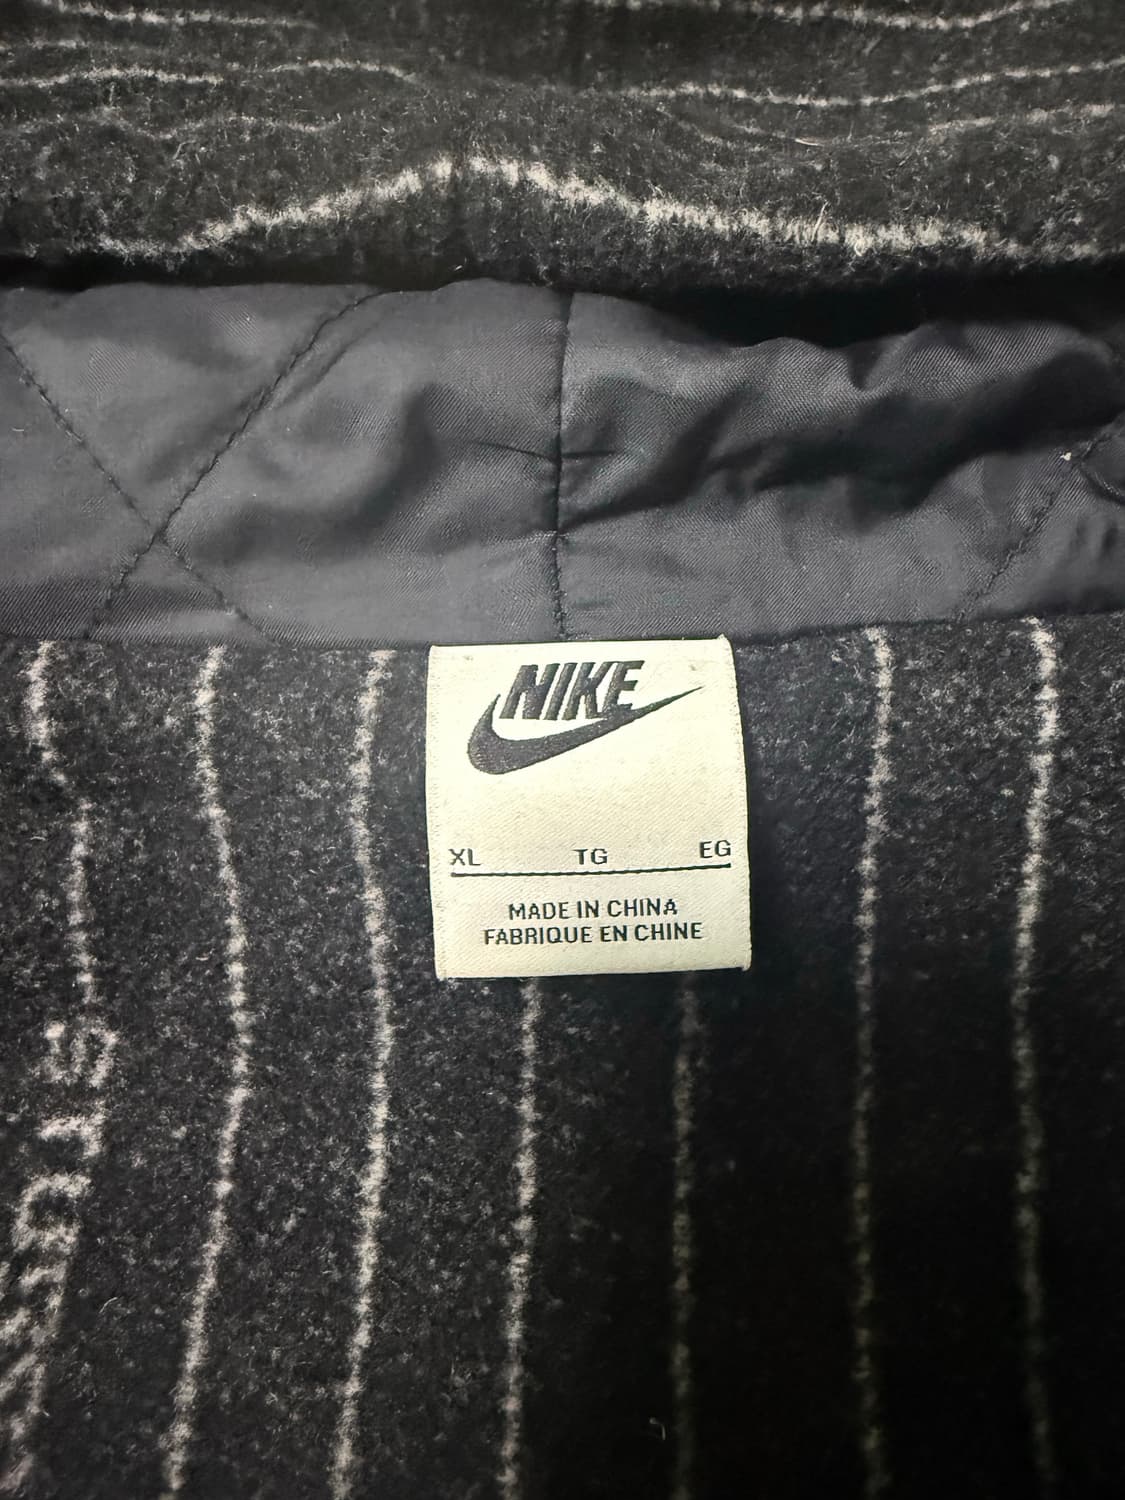 NIKE
XL TG EG
MADE IN CHINA
FABRIQUE EN CHINE